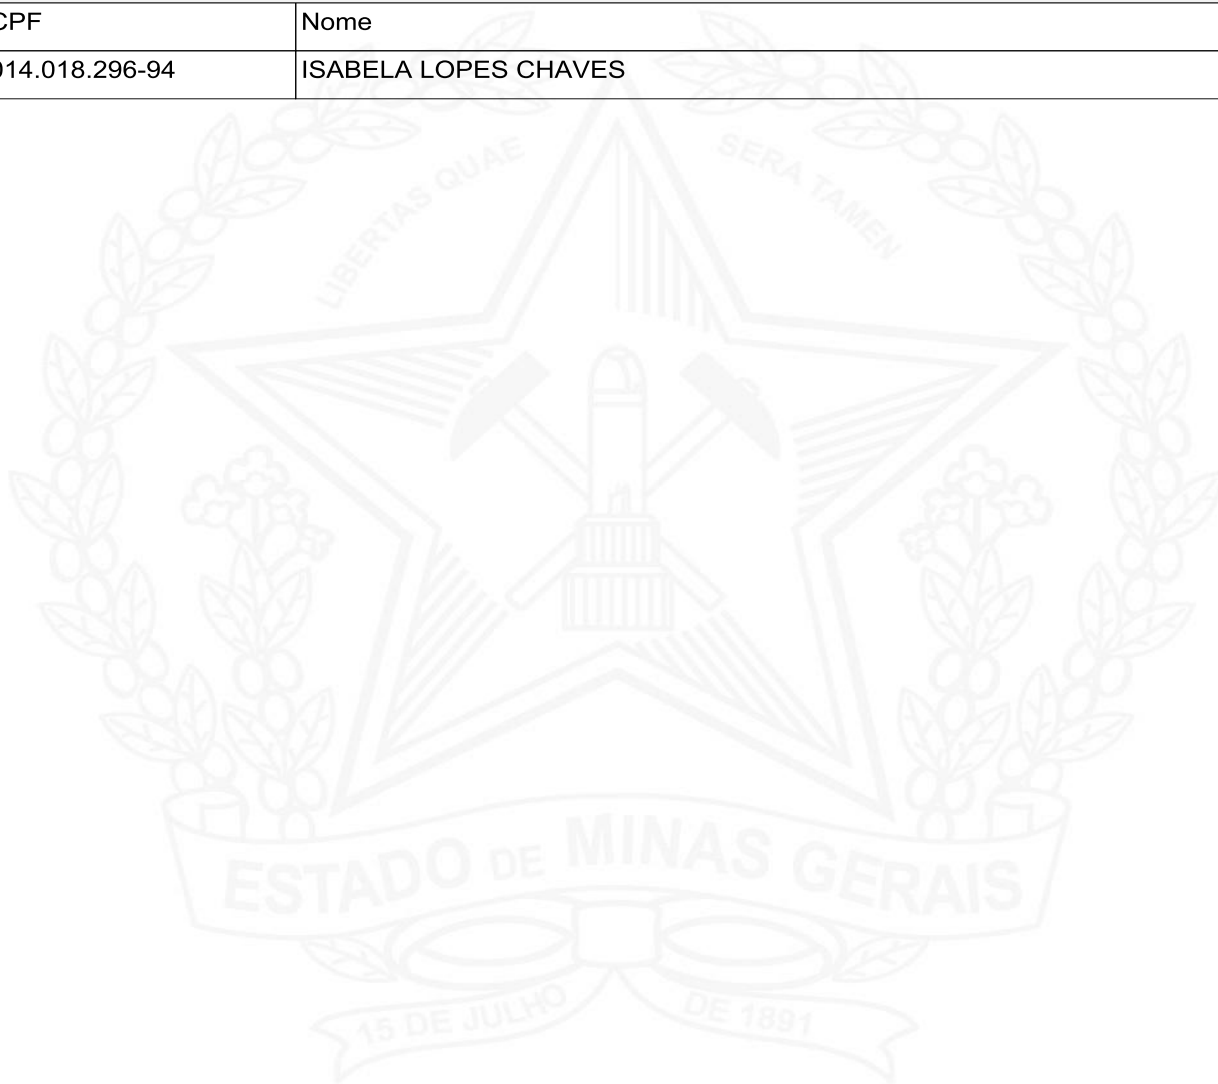 CPF Nome
014.018.296-94 ISABELA LOPES CHAVES
LIBERTAS QUAE SERA TAMEN
ESTADO DE MINAS GERAIS
15 DE JULHO DE 1891